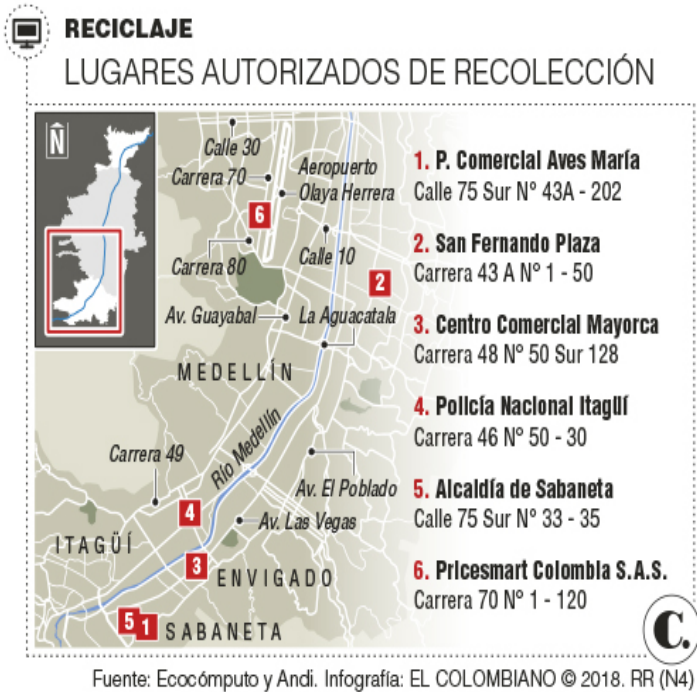 RECICLAJE
LUGARES AUTORIZADOS DE RECOLECCIÓN
N
Calle 30
Carrera 70
Aeropuerto
Olaya Herrera
6
Carrera 80
Calle 10
2
Av. Guayabal
La Aguacatala
MEDELLÍN
Río Medellín
Carrera 49
Av. El Poblado
4
Av. Las Vegas
ITAGÜÍ
3
ENVIGADO
5
1
SABANETA
1. P. Comercial Aves María
Calle 75 Sur N° 43A - 202
2. San Fernando Plaza
Carrera 43 A N° 1 - 50
3. Centro Comercial Mayorca
Carrera 48 N° 50 Sur 128
4. Policía Nacional Itagüí
Carrera 46 N° 50 - 30
5. Alcaldía de Sabaneta
Calle 75 Sur N° 33 - 35
6. Pricesmart Colombia S.A.S.
Carrera 70 N° 1 - 120
C.
Fuente: Ecocómputo y Andi. Infografía: EL COLOMBIANO © 2018. RR (N4)